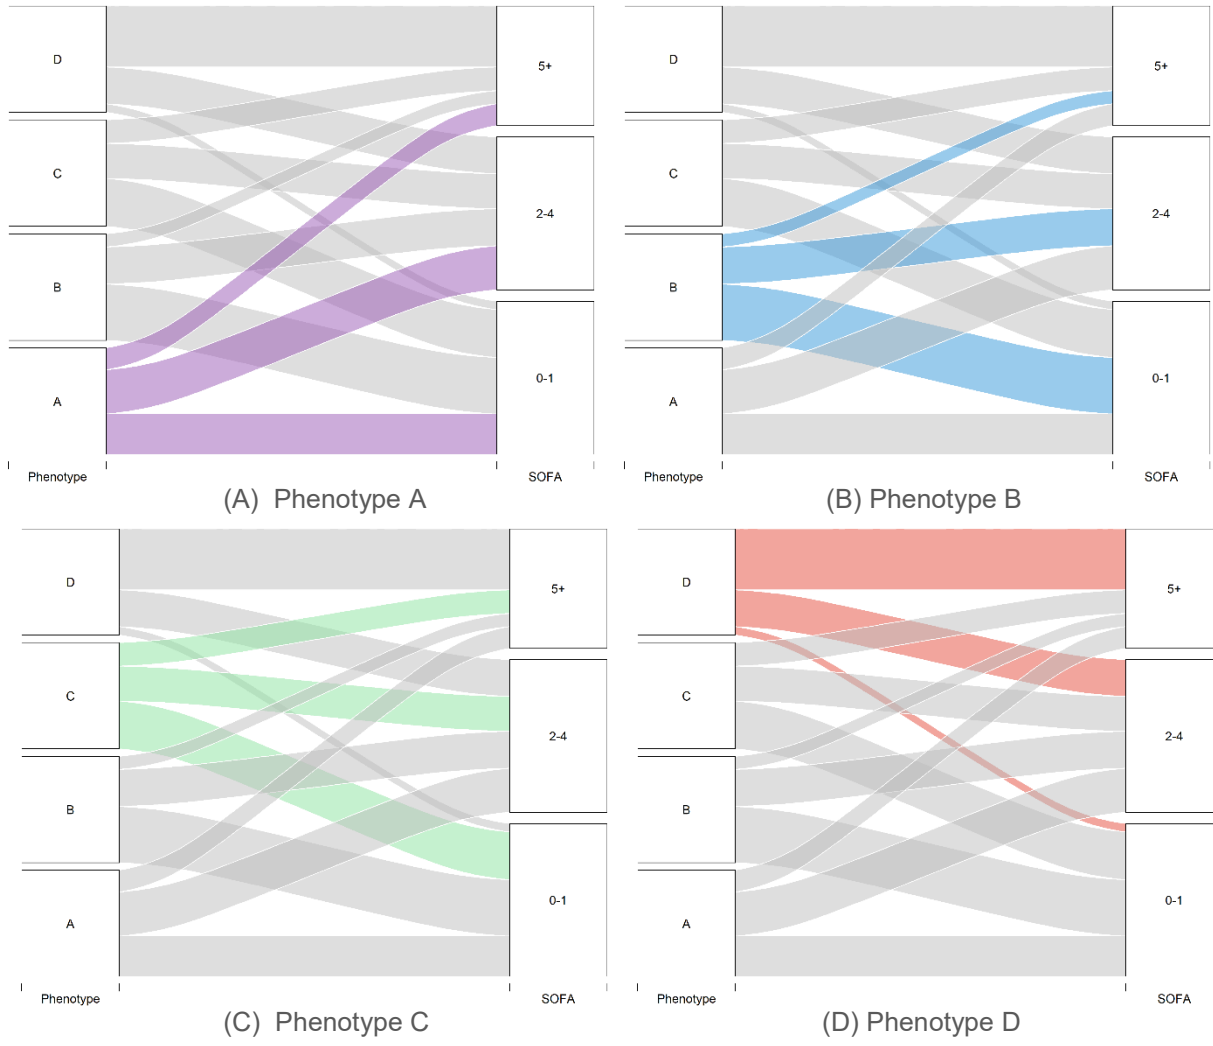 D
5+
C
2-4
B
0-1
A
Phenotype
SOFA
(A) Phenotype A
D
5+
C
2-4
B
0-1
A
Phenotype
SOFA
(B) Phenotype B
D
5+
C
2-4
B
0-1
A
Phenotype
SOFA
(C) Phenotype C
D
5+
C
2-4
B
0-1
A
Phenotype
SOFA
(D) Phenotype D